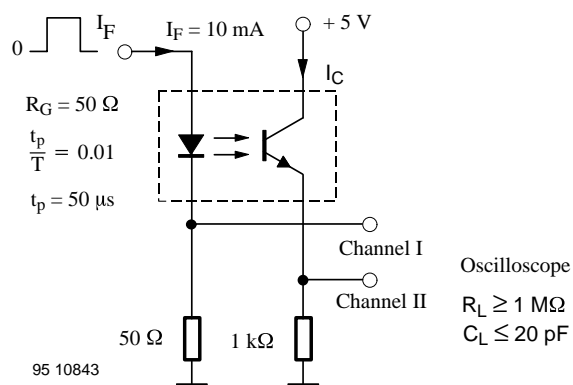 0
I_F
I_F = 10 mA
+ 5 V
I_C
R_G = 50 Ω
t_p
T = 0.01
t_p = 50 μs
Channel I
Channel II
Oscilloscope
R_L ≥ 1 MΩ
C_L ≤ 20 pF
50 Ω
1 kΩ
95 10843